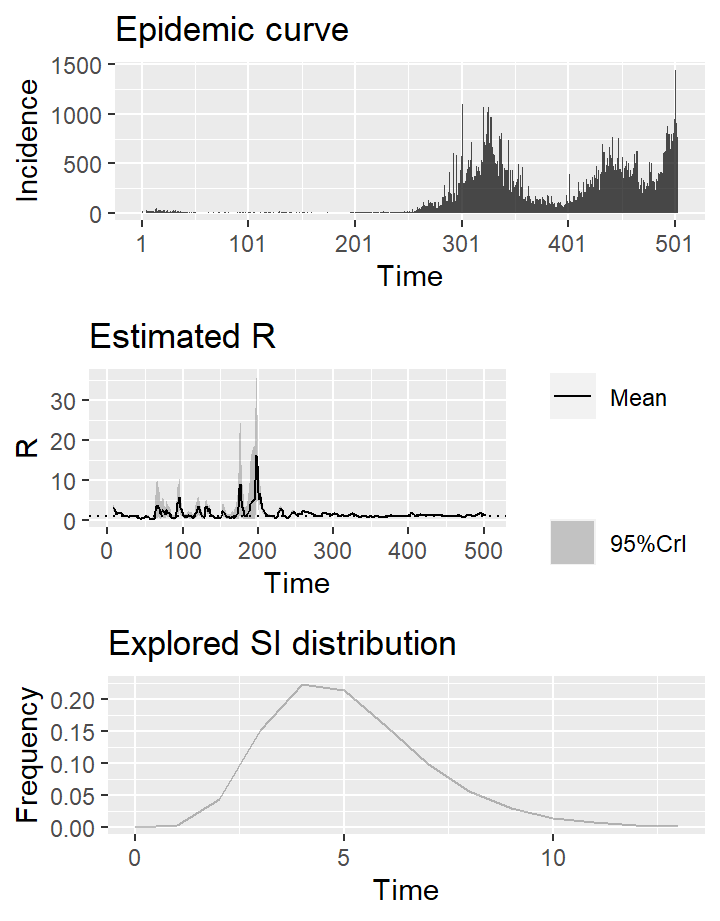 Epidemic curve
1500
1000
500
0
Incidence
1 101 201 301 401 501
Time
Estimated R
30
20
10
0
R
0 100 200 300 400 500
Time
Mean
95%CrI
Explored SI distribution
0.20
0.15
0.10
0.05
0.00
Frequency
0 5 10
Time